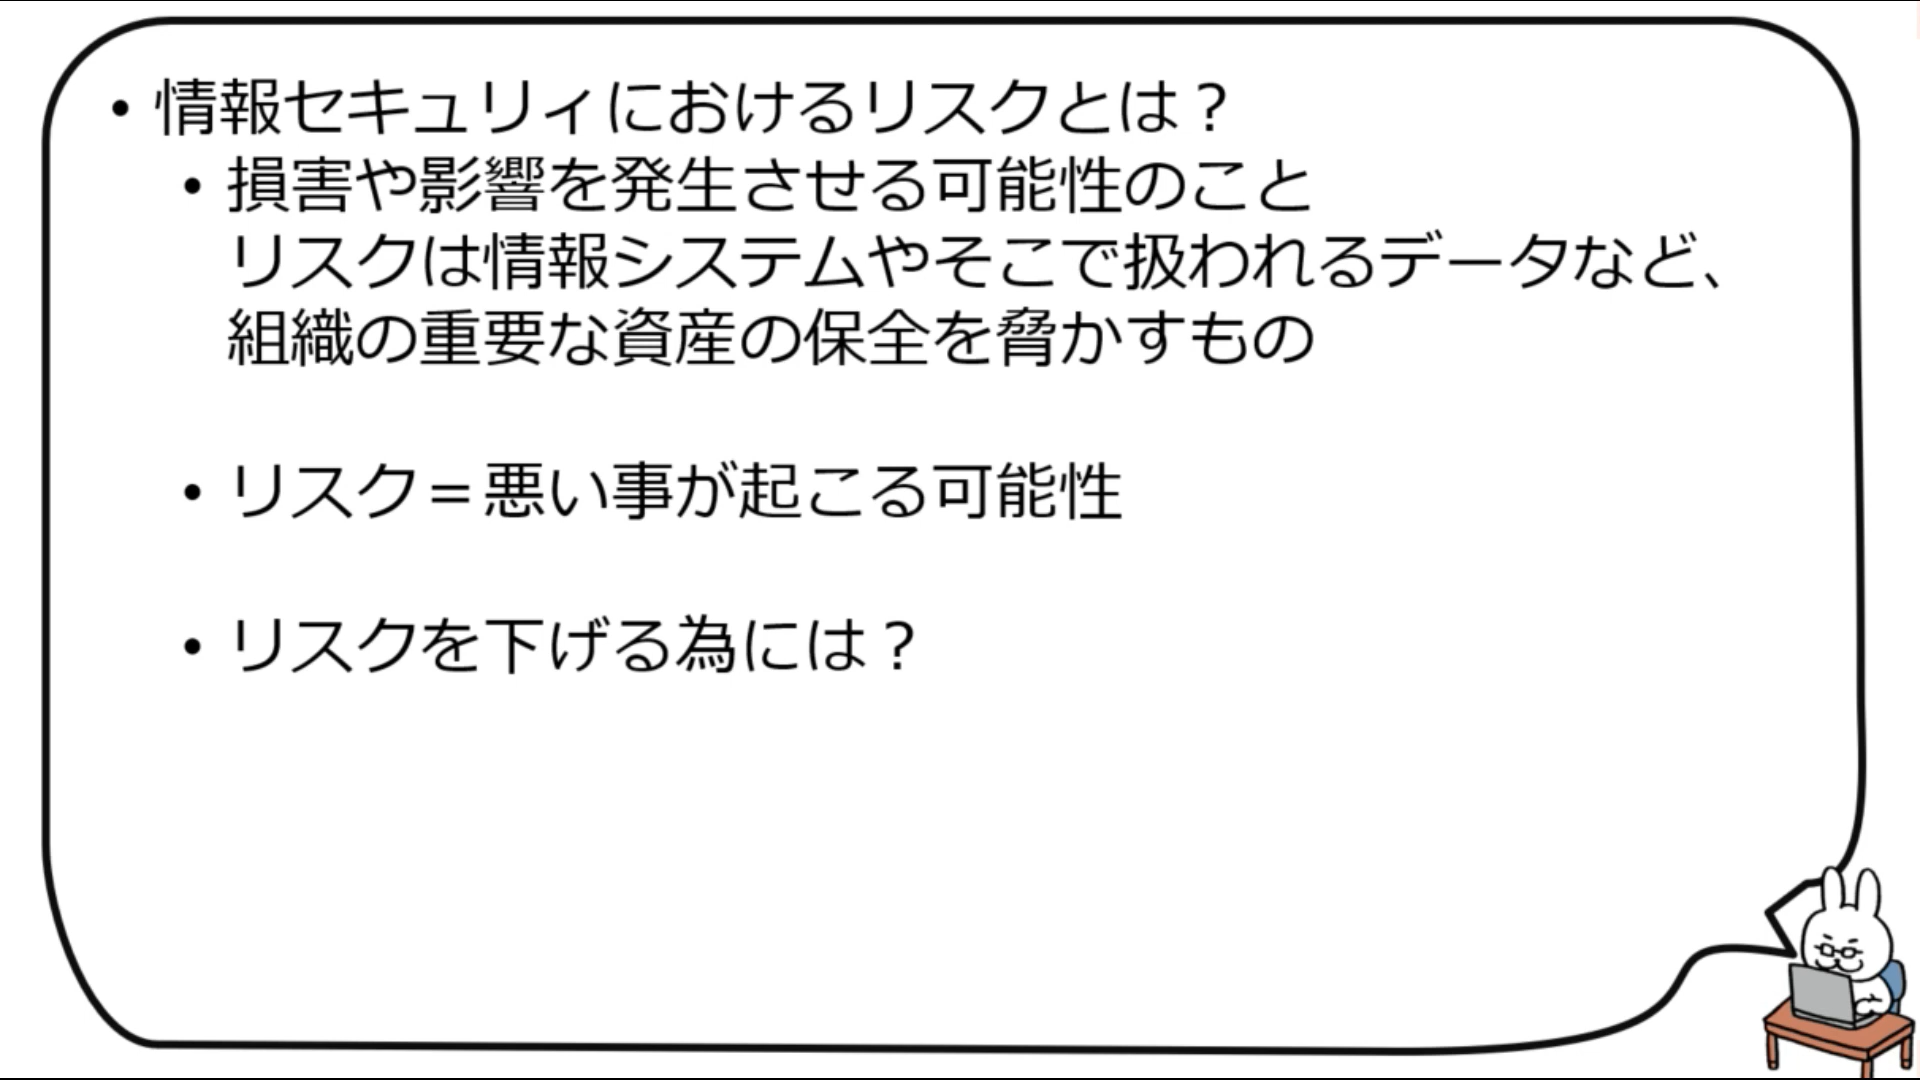 ・情報セキュリィにおけるリスクとは？
・損害や影響を発生させる可能性のこと
リスクは情報システムやそこで扱われるデータなど、
組織の重要な資産の保全を脅かすもの
・リスク＝悪い事が起こる可能性
・リスクを下げる為には？